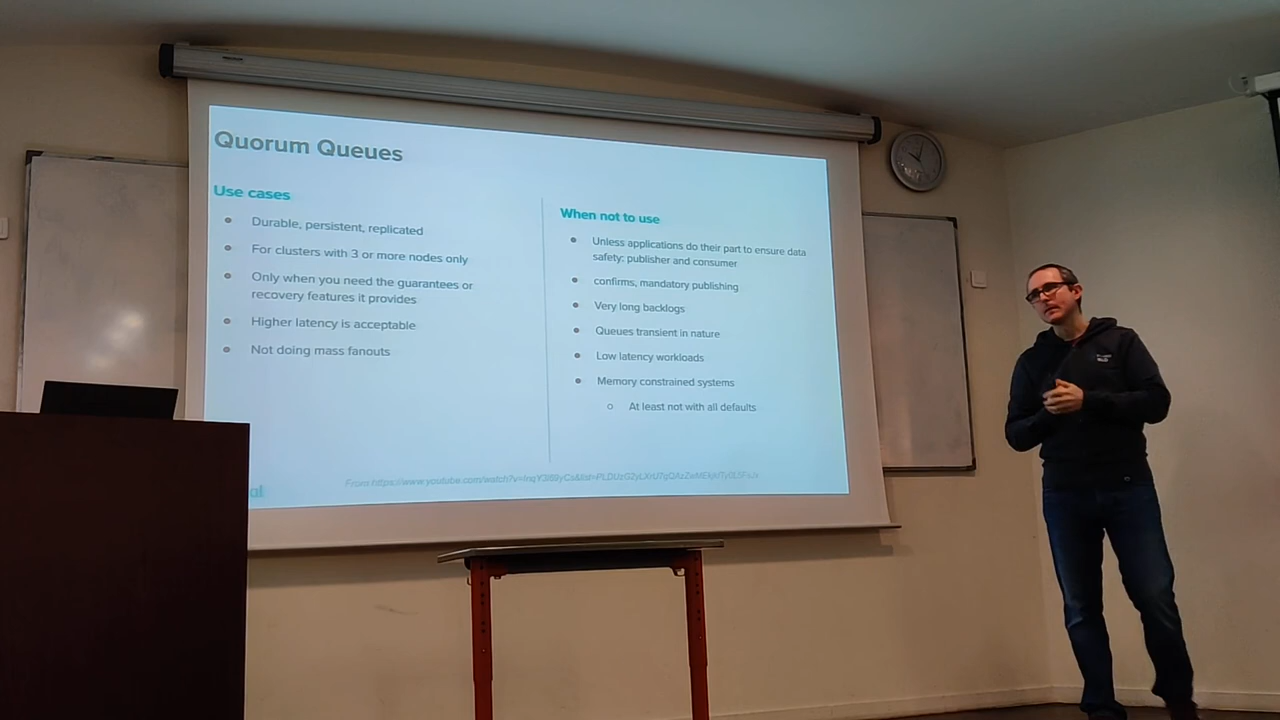 Quorum Queues
Use cases
Durable, persistent, replicated
For clusters with 3 or more nodes only
Only when you need the guarantees or
recovery features it provides
Higher latency is acceptable
Not doing mass fanouts
When not to use
Unless applications do their part to ensure data
safety: publisher and consumer
confirms, mandatory publishing
Very long backlogs
Queues transient in nature
Low latency workloads
Memory constrained systems
At least not with all defaults
From
al